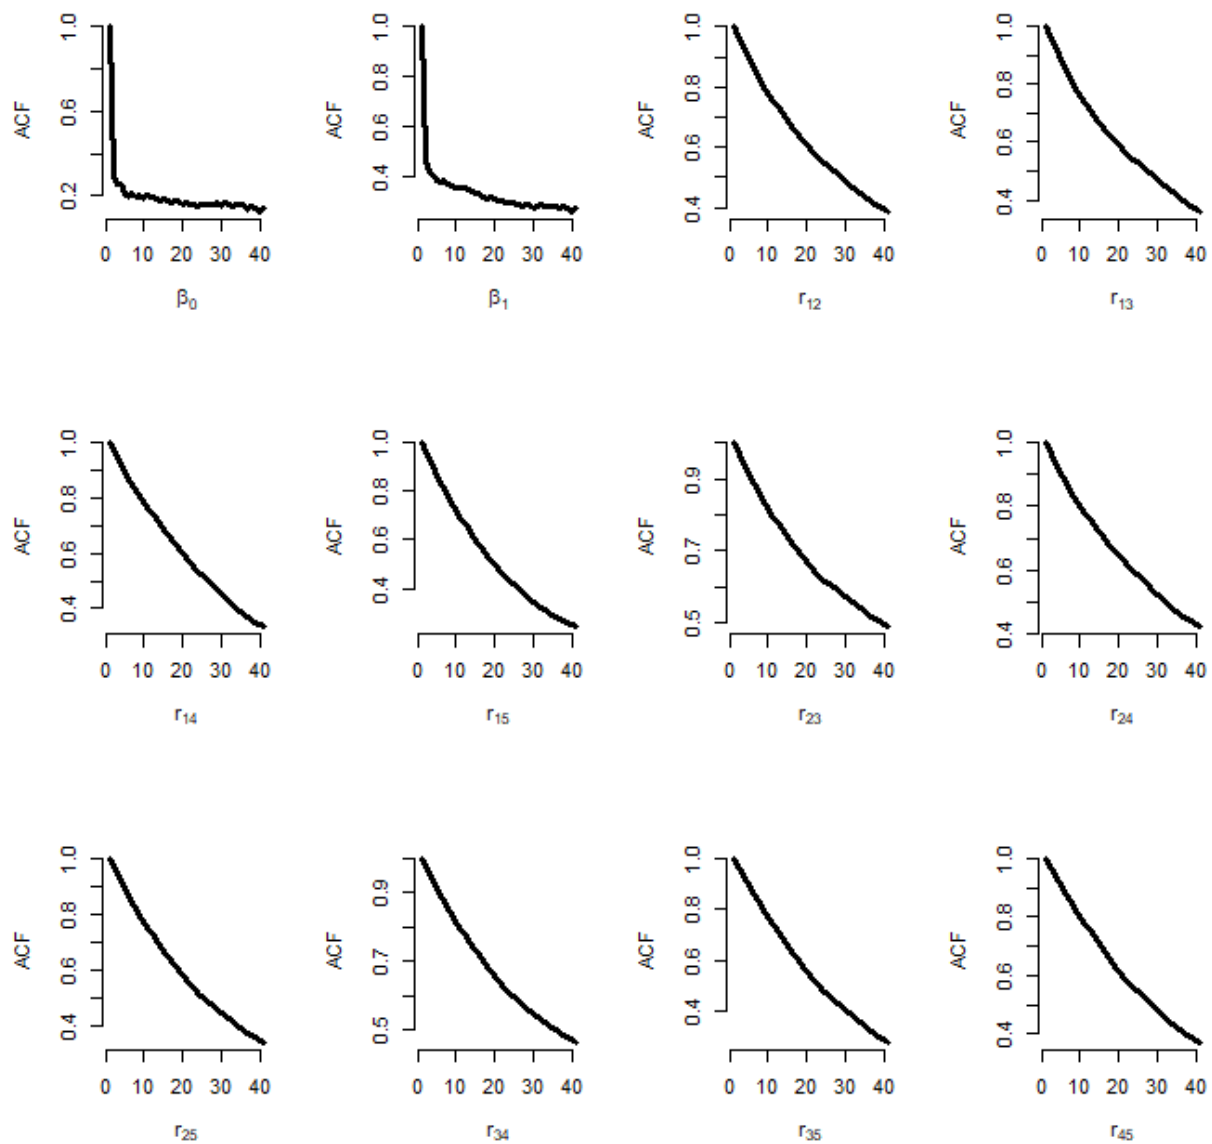 ACF 0.2 0.6 1.0 0 10 20 30 40 β₀
ACF 0.4 0.6 0.8 1.0 0 10 20 30 40 β₁
ACF 0.4 0.6 0.8 1.0 0 10 20 30 40 r₁₂
ACF 0.4 0.6 0.8 1.0 0 10 20 30 40 r₁₃
ACF 0.4 0.6 0.8 1.0 0 10 20 30 40 r₁₄
ACF 0.4 0.6 0.8 1.0 0 10 20 30 40 r₁₅
ACF 0.5 0.7 0.9 0 10 20 30 40 r₂₃
ACF 0.4 0.6 0.8 1.0 0 10 20 30 40 r₂₄
ACF 0.4 0.6 0.8 1.0 0 10 20 30 40 r₂₅
ACF 0.5 0.7 0.9 0 10 20 30 40 r₃₄
ACF 0.4 0.6 0.8 1.0 0 10 20 30 40 r₃₅
ACF 0.4 0.6 0.8 1.0 0 10 20 30 40 r₄₅